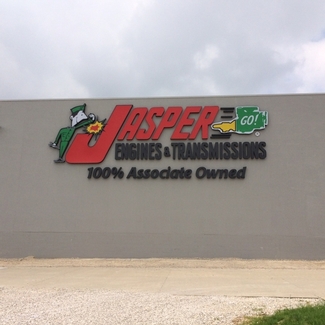 JASPER GO!
ENGINES & TRANSMISSIONS
100% Associate Owned